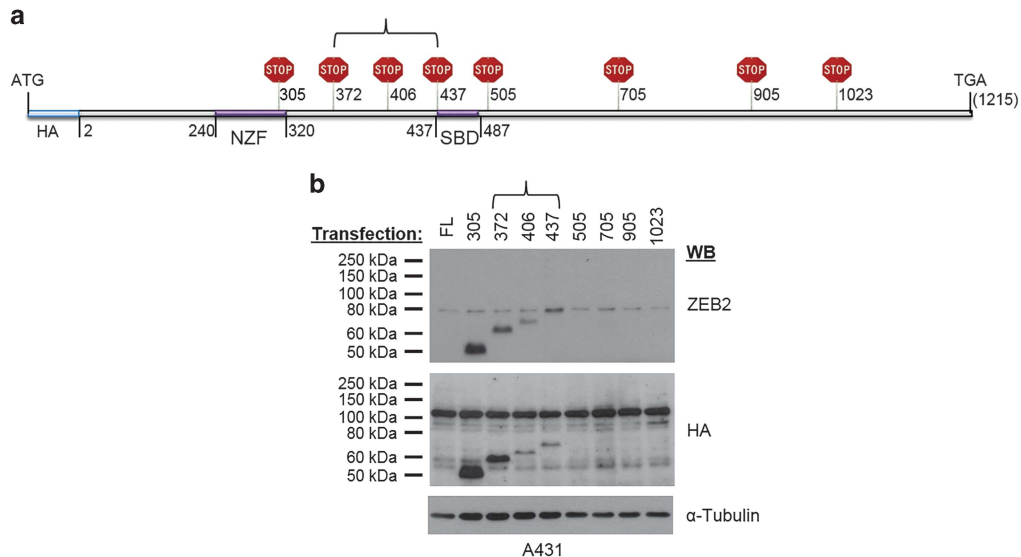 a
STOP STOP STOP STOP STOP STOP STOP STOP
ATG 305 372 406 437 505 705 905 1023 TGA
(1215)
HA 2 240 NZF 320 437 SBD 487
b
Transfection: FL 305 372 406 437 505 705 905 1023
WB
250 kDa
150 kDa
100 kDa
80 kDa
60 kDa
50 kDa
ZEB2
250 kDa
150 kDa
100 kDa
80 kDa
60 kDa
50 kDa
HA
α-Tubulin
A431